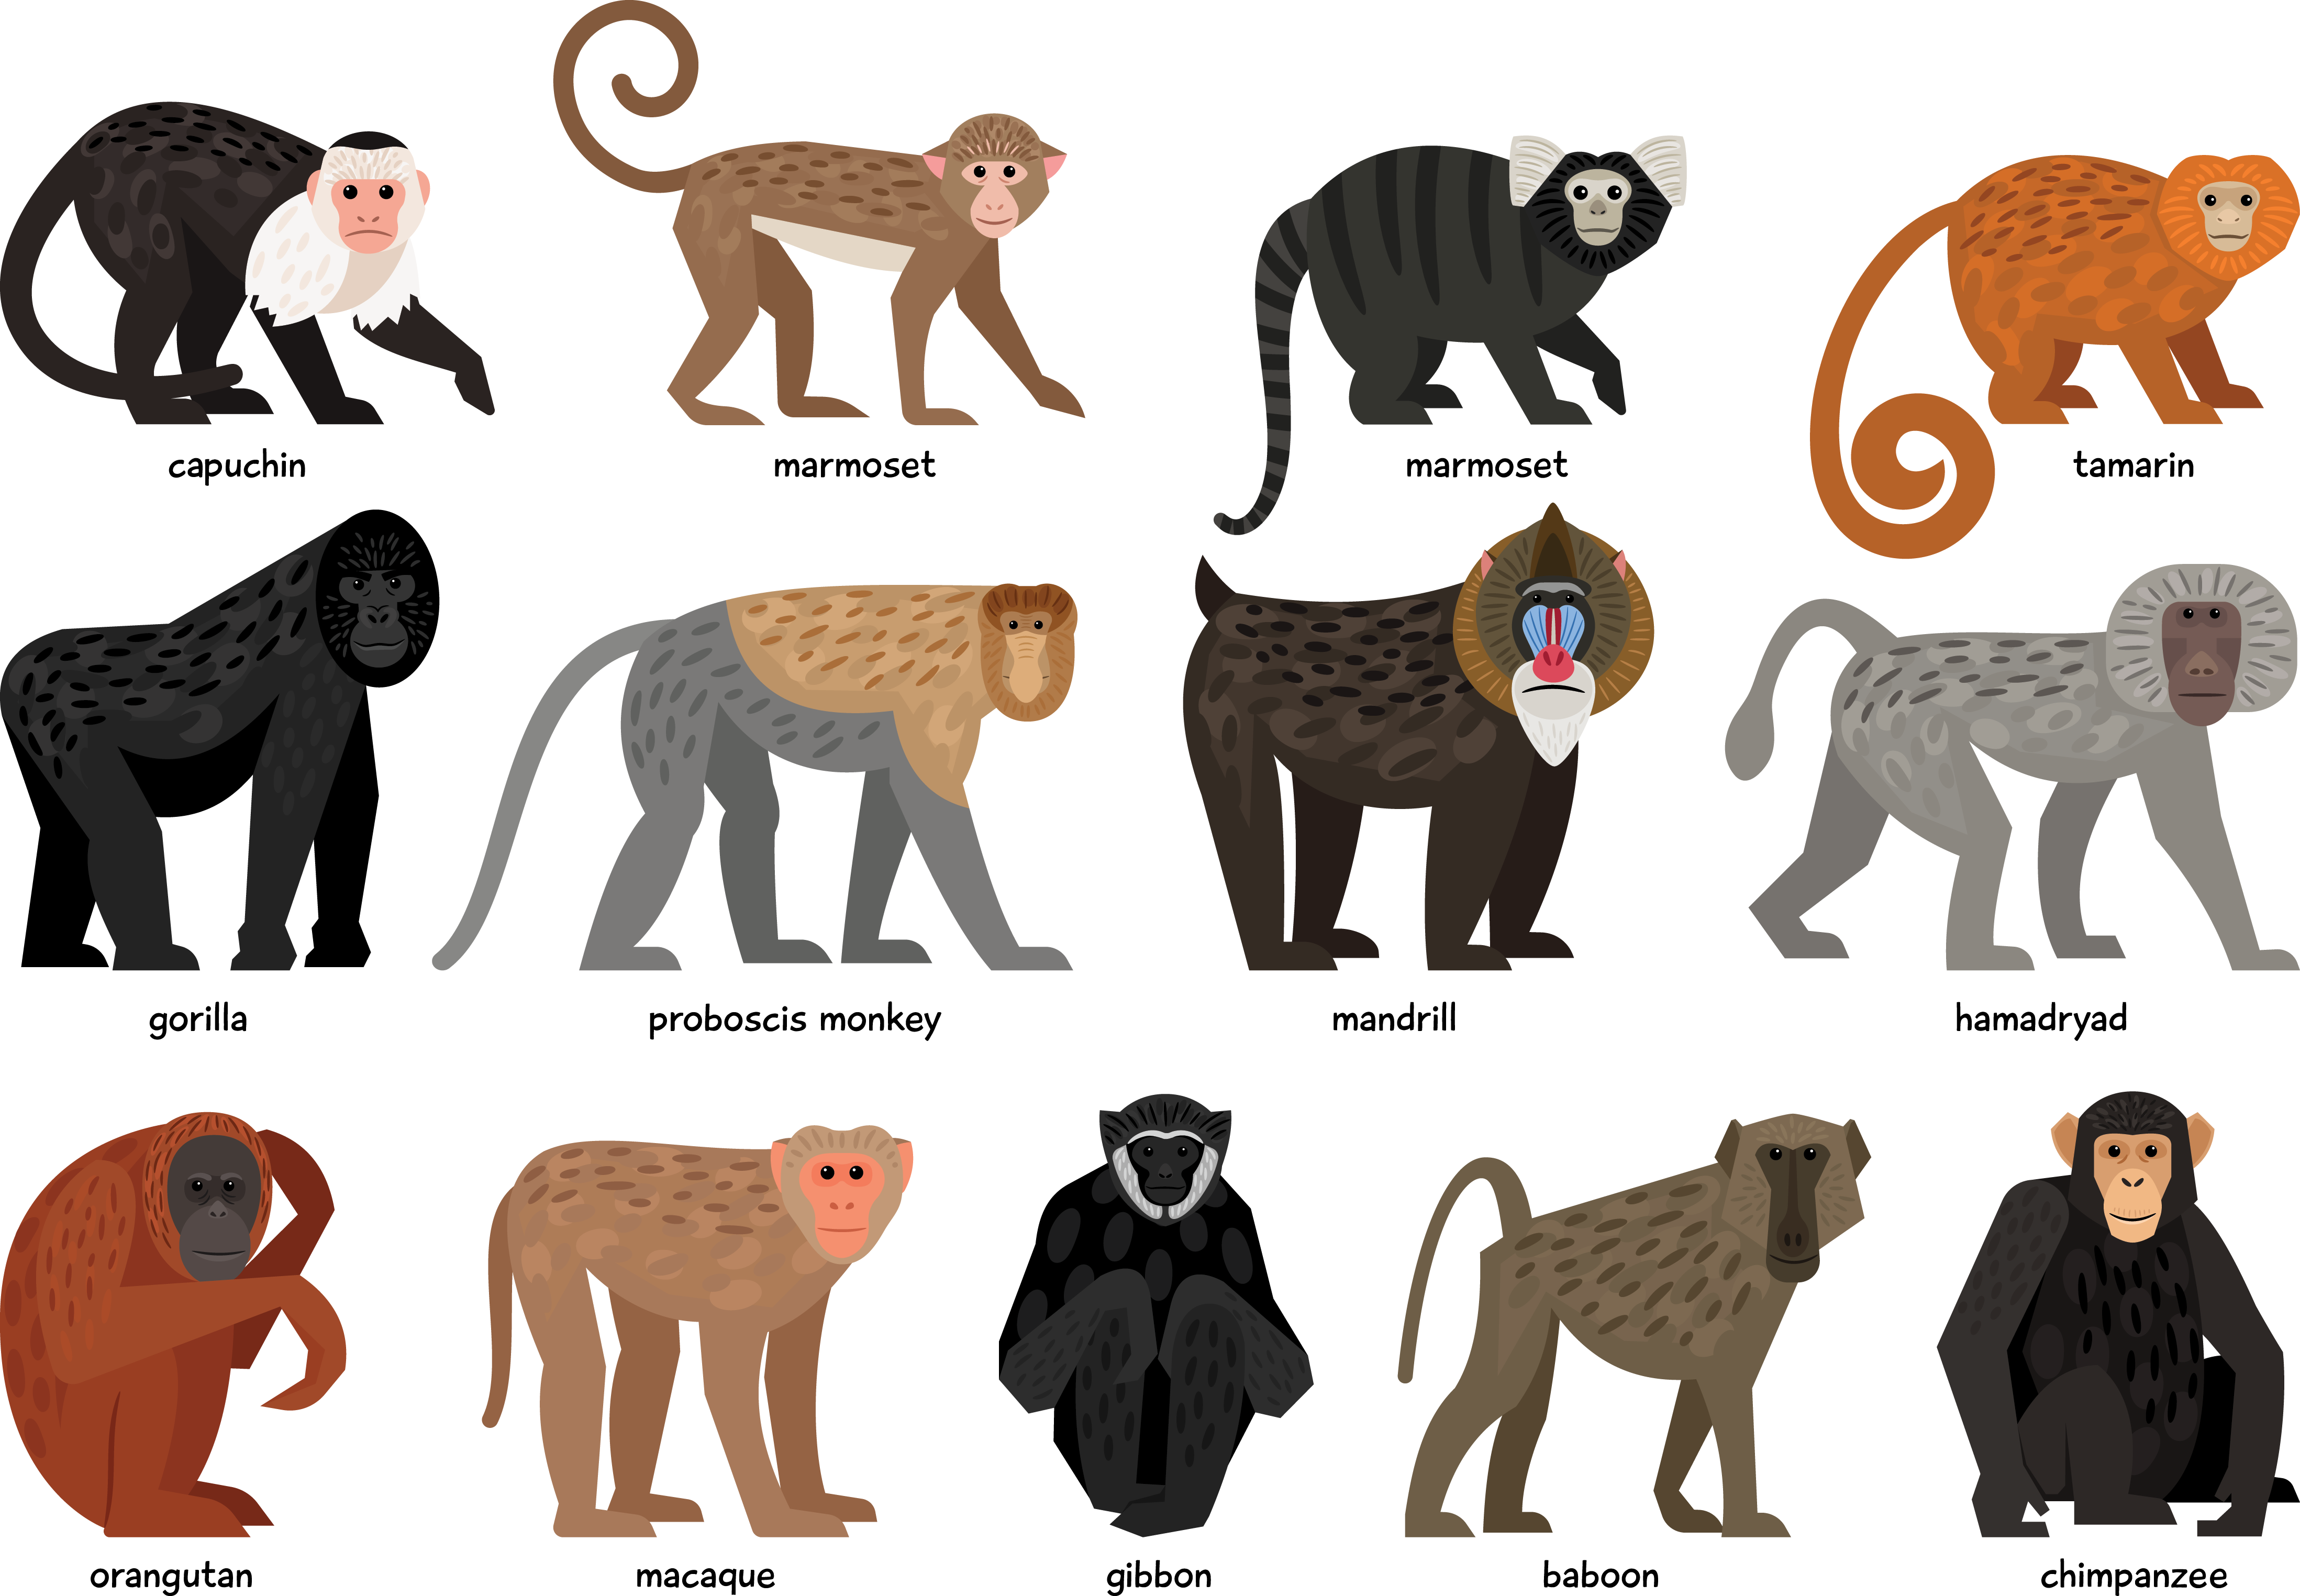 capuchin
marmoset
marmoset
tamarin
gorilla
proboscis monkey
mandrill
hamadryad
orangutan
macaque
gibbon
baboon
chimpanzee